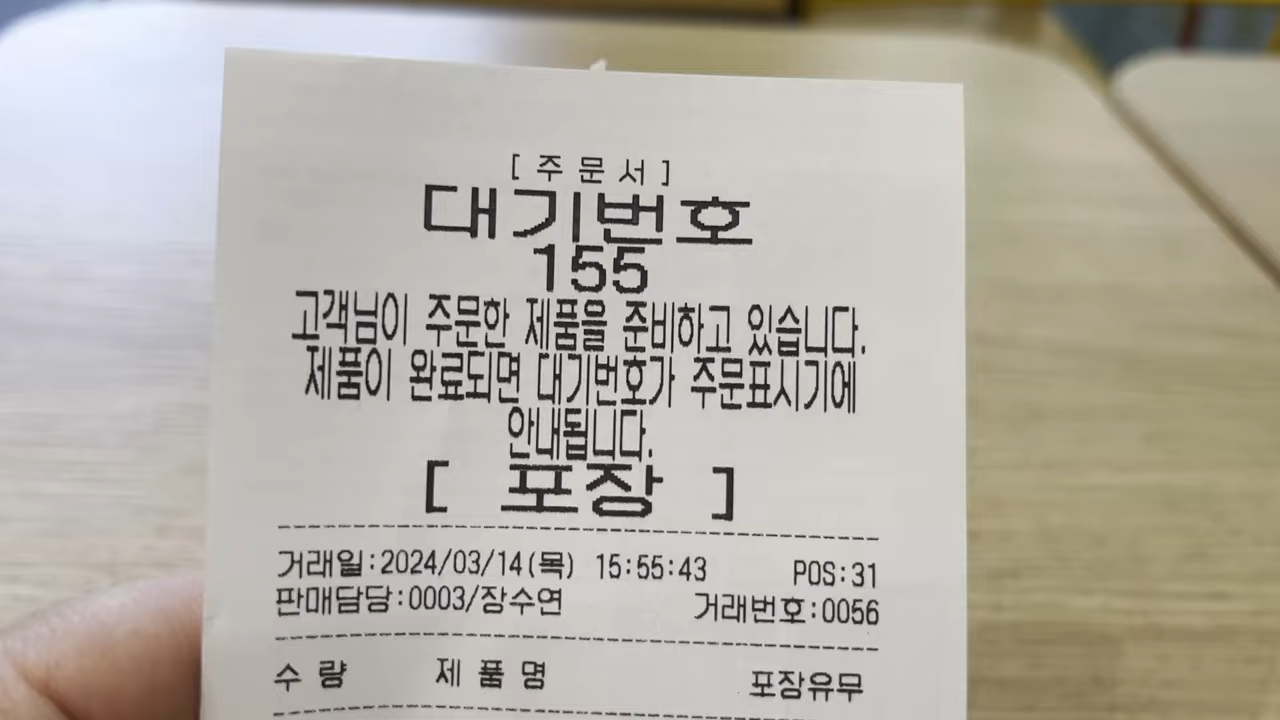 [주문서]
대기번호
155
고객님이 주문한 제품을 준비하고 있습니다.
제품이 완료되면 대기번호가 주문표시기에
안내됩니다.
[ 포장 ]
거래일:2024/03/14(목) 15:55:43 POS:31
판매담당:0003/장수연 거래번호:0056
수량 제품명 포장유무